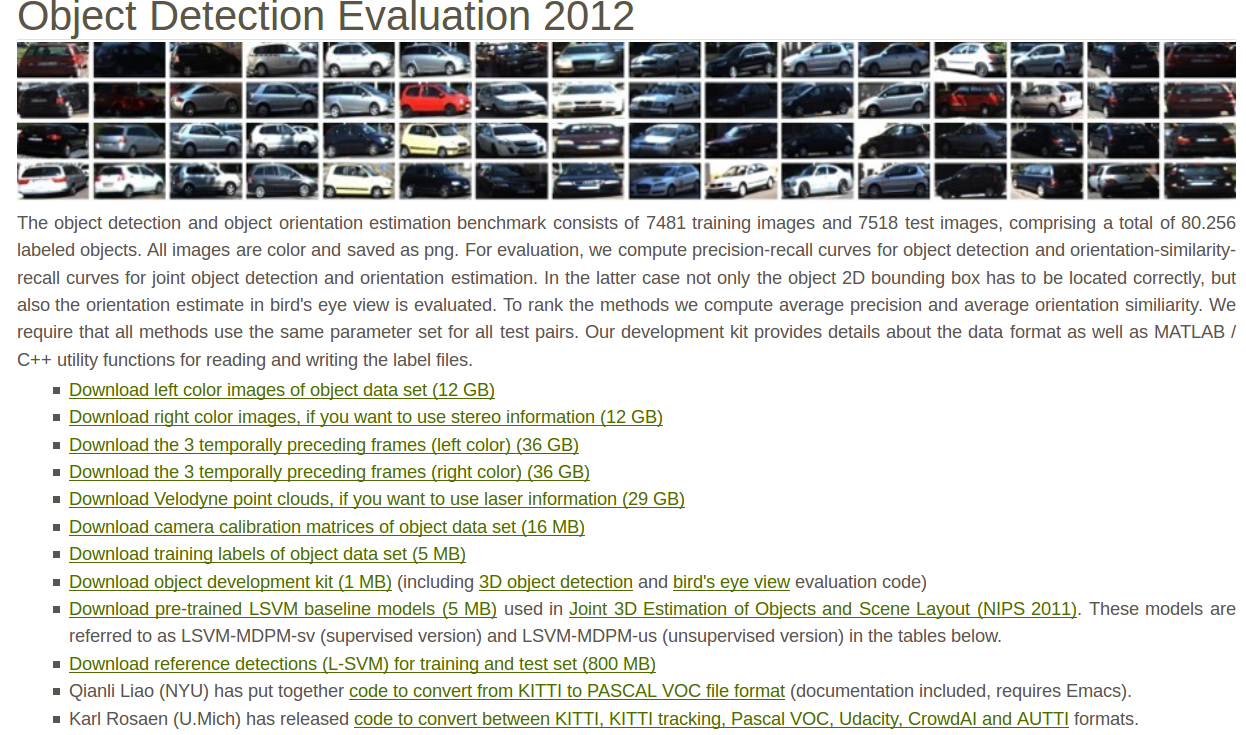 Object Detection Evaluation 2012
The object detection and object orientation estimation benchmark consists of 7481 training images and 7518 test images, comprising a total of 80.256
labeled objects. All images are color and saved as png. For evaluation, we compute precision-recall curves for object detection and orientation-similarity-
recall curves for joint object detection and orientation estimation. In the latter case not only the object 2D bounding box has to be located correctly, but
also the orientation estimate in bird's eye view is evaluated. To rank the methods we compute average precision and average orientation similiarity. We
require that all methods use the same parameter set for all test pairs. Our development kit provides details about the data format as well as MATLAB /
C++ utility functions for reading and writing the label files.
Download left color images of object data set (12 GB)
Download right color images, if you want to use stereo information (12 GB)
Download the 3 temporally preceding frames (left color) (36 GB)
Download the 3 temporally preceding frames (right color) (36 GB)
Download Velodyne point clouds, if you want to use laser information (29 GB)
Download camera calibration matrices of object data set (16 MB)
Download training labels of object data set (5 MB)
Download object development kit (1 MB) (including 3D object detection and bird's eye view evaluation code)
Download pre-trained LSVM baseline models (5 MB) used in Joint 3D Estimation of Objects and Scene Layout (NIPS 2011). These models are
referred to as LSVM-MDPM-sv (supervised version) and LSVM-MDPM-us (unsupervised version) in the tables below.
Download reference detections (L-SVM) for training and test set (800 MB)
Qianli Liao (NYU) has put together code to convert from KITTI to PASCAL VOC file format (documentation included, requires Emacs).
Karl Rosaen (U.Mich) has released code to convert between KITTI, KITTI tracking, Pascal VOC, Udacity, CrowdAI and AUTTI formats.